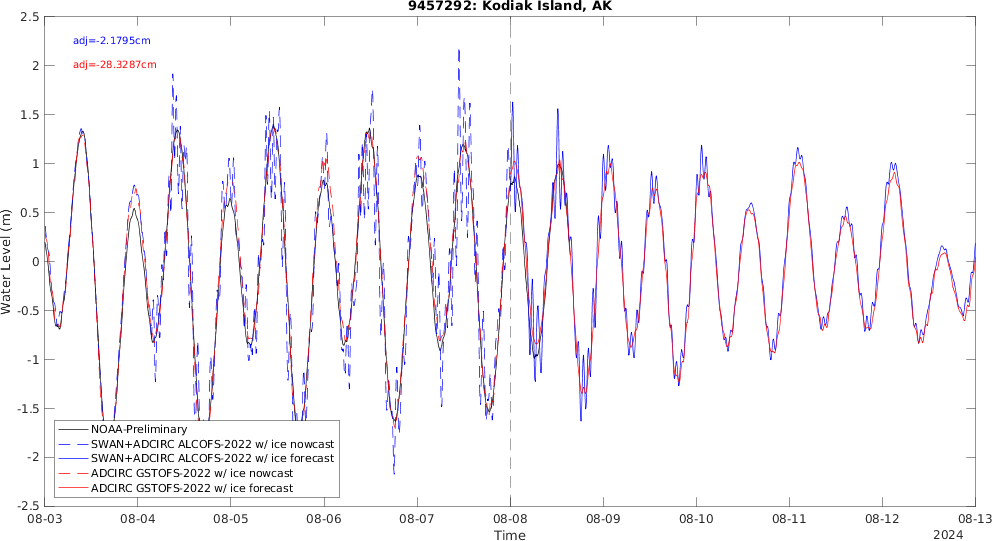 9457292: Kodiak Island, AK
adj=-2.1795cm
adj=-28.3287cm
2.5
2
1.5
1
0.5
0
-0.5
-1
-1.5
-2
-2.5
Water Level (m)
NOAA-Preliminary
SWAN+ADCIRC ALCOFS-2022 w/ ice nowcast
SWAN+ADCIRC ALCOFS-2022 w/ ice forecast
ADCIRC GSTOFS-2022 w/ ice nowcast
ADCIRC GSTOFS-2022 w/ ice forecast
08-03 08-04 08-05 08-06 08-07 08-08 08-09 08-10 08-11 08-12 08-13
Time
2024